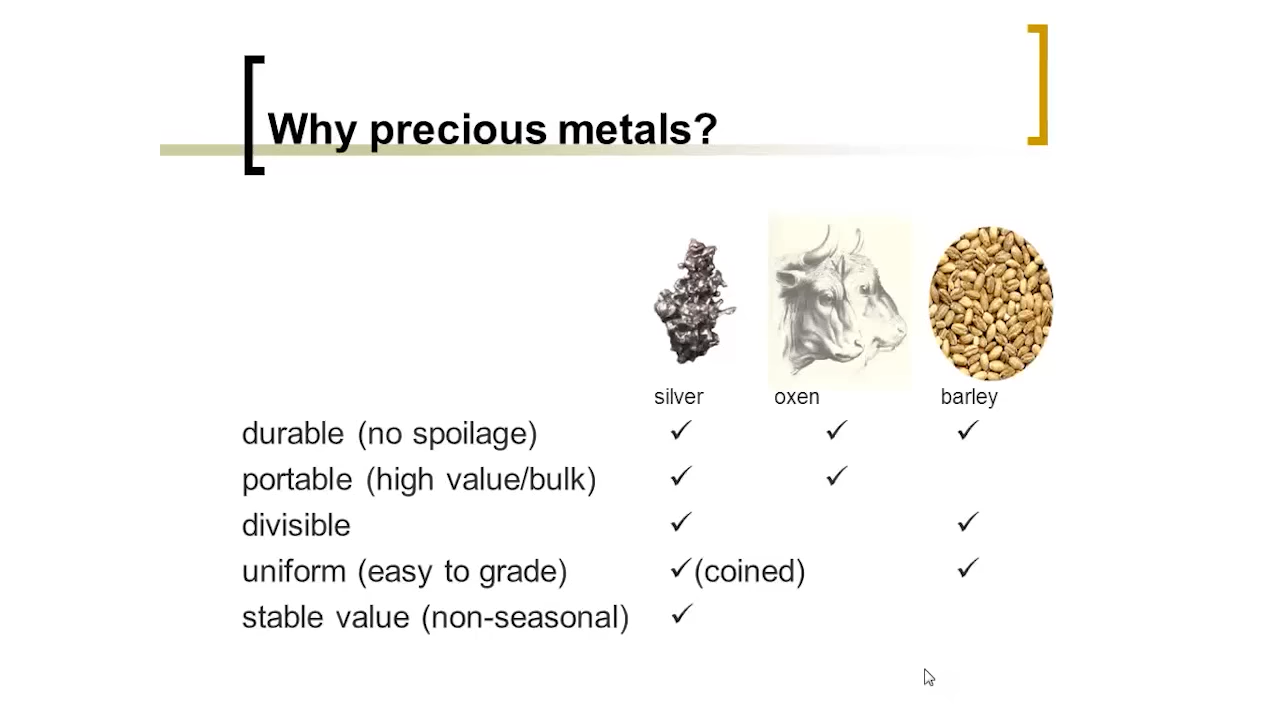 Why precious metals?
silver oxen barley
durable (no spoilage) ✓ ✓ ✓
portable (high value/bulk) ✓ ✓
divisible ✓ ✓
uniform (easy to grade) ✓(coined) ✓
stable value (non-seasonal) ✓